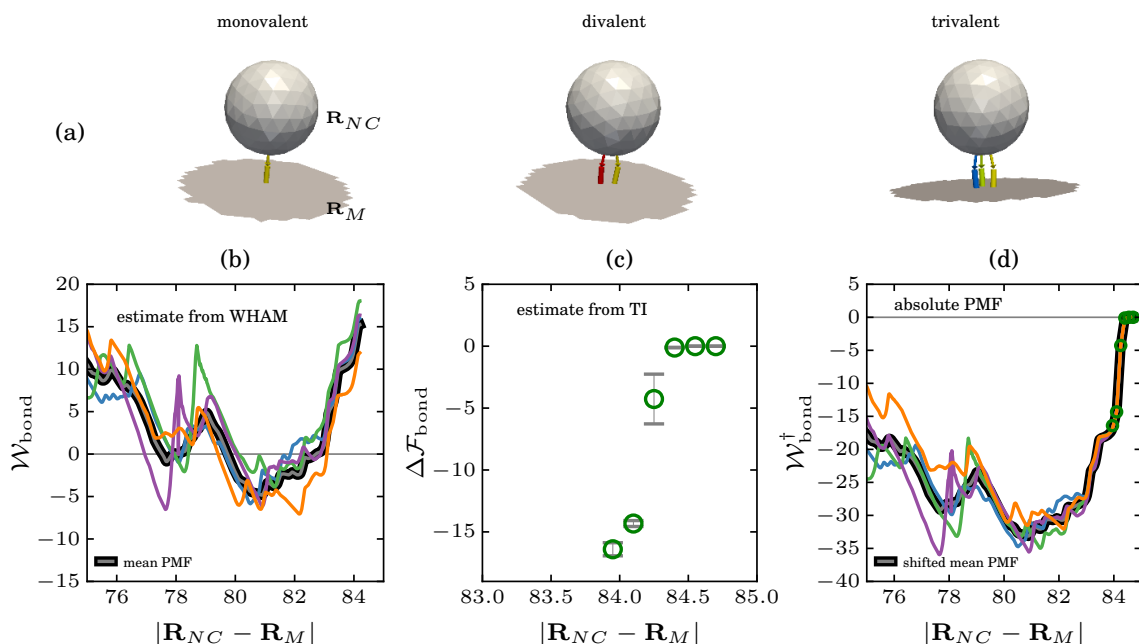 monovalent
divalent
trivalent
(a)
R_NC
R_M
(b)
(c)
(d)
20
15
10
5
0
−5
−10
−15
W_bond
estimate from WHAM
mean PMF
76
78
80
82
84
|R_NC − R_M|
5
0
−5
−10
−15
ΔF_bond
estimate from TI
83.0
83.5
84.0
84.5
85.0
|R_NC − R_M|
5
0
−5
−10
−15
−20
−25
−30
−35
−40
W†_bond
absolute PMF
shifted mean PMF
76
78
80
82
84
|R_NC − R_M|